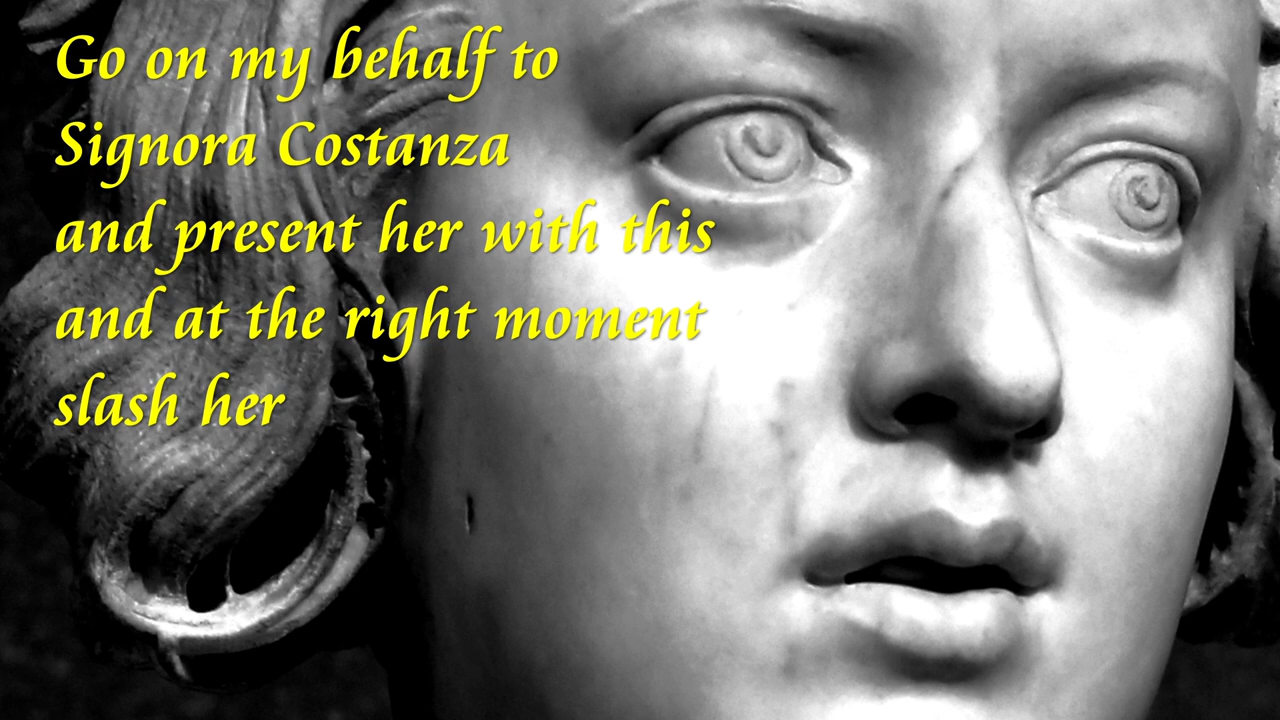 Go on my behalf to
Signora Costanza
and present her with this
and at the right moment
slash her